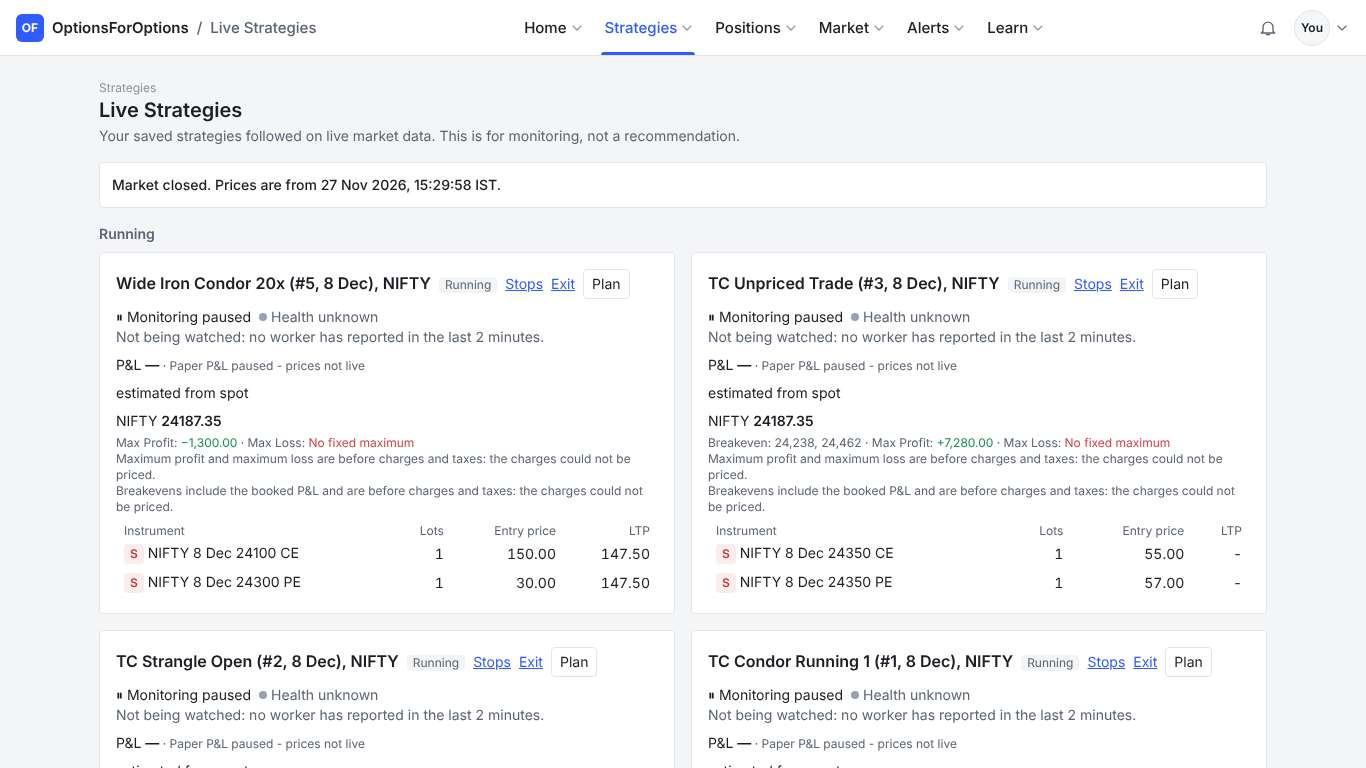 OF OptionsForOptions / Live Strategies Home Strategies Positions Market Alerts Learn You
Strategies
Live Strategies
Your saved strategies followed on live market data. This is for monitoring, not a recommendation.
Market closed. Prices are from 27 Nov 2026, 15:29:58 IST.
Running
Wide Iron Condor 20x (#5, 8 Dec), NIFTY Running Stops Exit Plan
Monitoring paused Health unknown
Not being watched: no worker has reported in the last 2 minutes.
P&L — · Paper P&L paused - prices not live
estimated from spot
NIFTY 24187.35
Max Profit: −1,300.00 · Max Loss: No fixed maximum
Maximum profit and maximum loss are before charges and taxes: the charges could not be
priced.
Breakevens include the booked P&L and are before charges and taxes: the charges could not
be priced.
Instrument Lots Entry price LTP
S NIFTY 8 Dec 24100 CE 1 150.00 147.50
S NIFTY 8 Dec 24300 PE 1 30.00 147.50
TC Unpriced Trade (#3, 8 Dec), NIFTY Running Stops Exit Plan
Monitoring paused Health unknown
Not being watched: no worker has reported in the last 2 minutes.
P&L — · Paper P&L paused - prices not live
estimated from spot
NIFTY 24187.35
Breakeven: 24,238, 24,462 · Max Profit: +7,280.00 · Max Loss: No fixed maximum
Maximum profit and maximum loss are before charges and taxes: the charges could not be
priced.
Breakevens include the booked P&L and are before charges and taxes: the charges could not
be priced.
Instrument Lots Entry price LTP
S NIFTY 8 Dec 24350 CE 1 55.00 -
S NIFTY 8 Dec 24350 PE 1 57.00 -
TC Strangle Open (#2, 8 Dec), NIFTY Running Stops Exit Plan
Monitoring paused Health unknown
Not being watched: no worker has reported in the last 2 minutes.
P&L — · Paper P&L paused - prices not live
TC Condor Running 1 (#1, 8 Dec), NIFTY Running Stops Exit Plan
Monitoring paused Health unknown
Not being watched: no worker has reported in the last 2 minutes.
P&L — · Paper P&L paused - prices not live